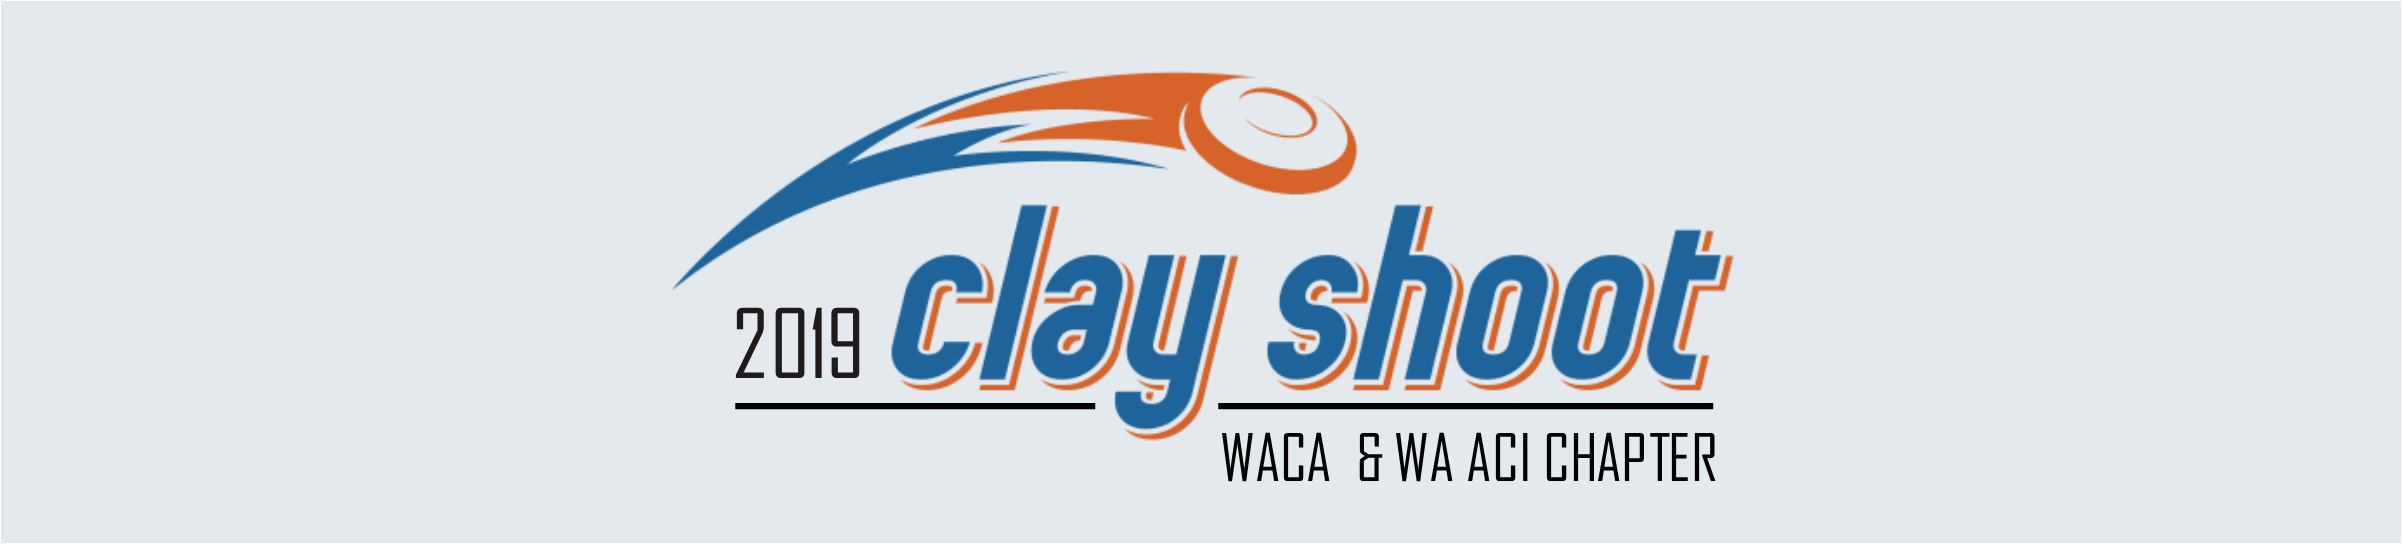 2019 clay shoot
WACA & WA ACI CHAPTER